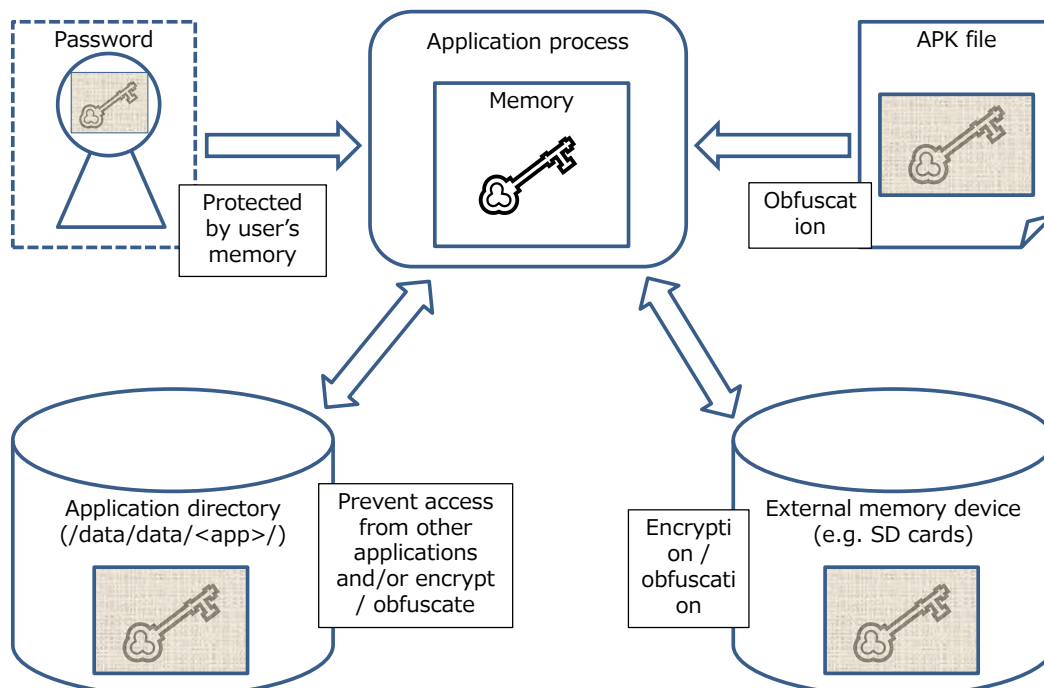 Password
Application process
APK file
Memory
Protected
by user’s
memory
Obfuscat
ion
Application directory
(/data/data/<app>/)
Prevent access
from other
applications
and/or encrypt
/ obfuscate
Encrypti
on /
obfuscati
on
External memory device
(e.g. SD cards)